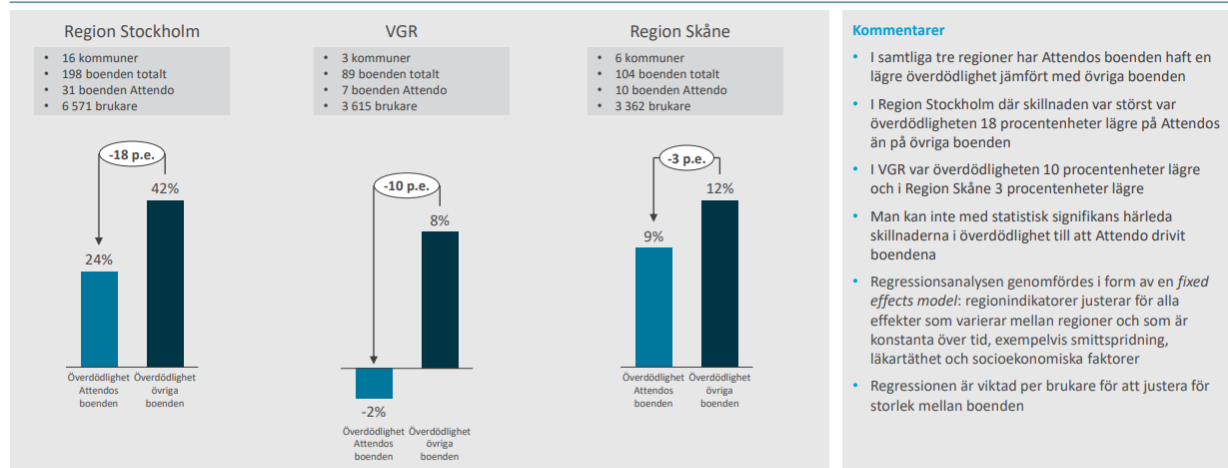 Region Stockholm
• 16 kommuner
• 198 boenden totalt
• 31 boenden Attendo
• 6 571 brukare
-18 p.e.
42%
24%
Överdödlighet Överdödlighet
Attendos övriga
boenden boenden
VGR
• 3 kommuner
• 89 boenden totalt
• 7 boenden Attendo
• 3 615 brukare
-10 p.e.
8%
-2%
Överdödlighet Överdödlighet
Attendos övriga
boenden boenden
Region Skåne
• 6 kommuner
• 104 boenden totalt
• 10 boenden Attendo
• 3 362 brukare
-3 p.e.
12%
9%
Överdödlighet Överdödlighet
Attendos övriga
boenden boenden
Kommentarer
• I samtliga tre regioner har Attendos boenden haft en
lägre överdödlighet jämfört med övriga boenden
• I Region Stockholm där skillnaden var störst var
överdödligheten 18 procentenheter lägre på Attendos
än på övriga boenden
• I VGR var överdödligheten 10 procentenheter lägre
och i Region Skåne 3 procentenheter lägre
• Man kan inte med statistisk signifikans härleda
skillnaderna i överdödlighet till att Attendo drivit
boendena
• Regressionsanalysen genomfördes i form av en fixed
effects model: regionindikatorer justerar för alla
effekter som varierar mellan regioner och som är
konstanta över tid, exempelvis smittspridning,
läkartäthet och socioekonomiska faktorer
• Regressionen är viktad per brukare för att justera för
storlek mellan boenden